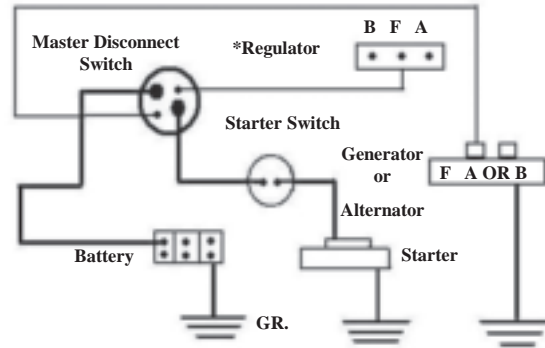 B F A
Master Disconnect
Switch
*Regulator
Starter Switch
Generator
or
Alternator
F A OR B
Battery
Starter
GR.